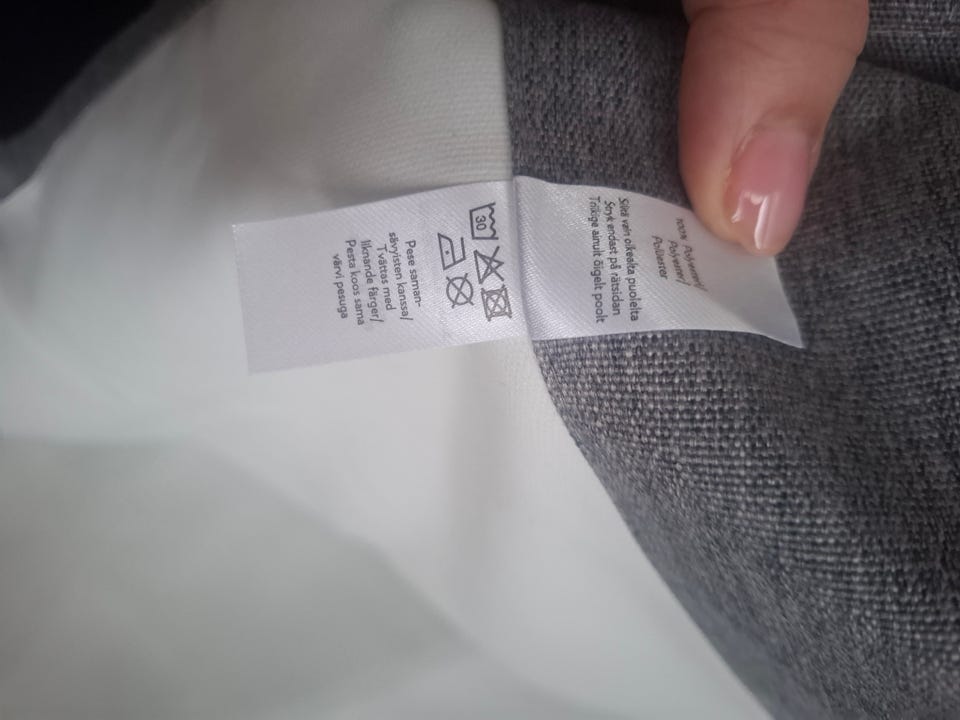 100% Polyesteri/
Polyester/
Polüester
Silitä vain oikealta puolelta
Stryk endast på rätsidan
Triikige ainult õigelt poolt
30
Pese saman-
sävyisten kanssa/
Tvättas med
liknande färger/
Pesta koos sama
värvi pesuga